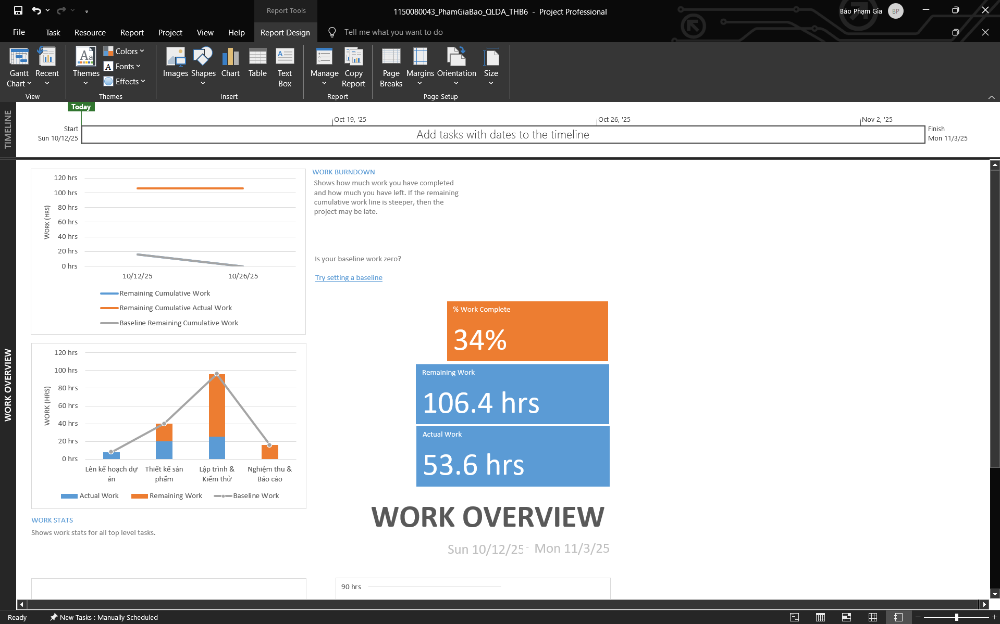 Report Tools
1150080043_PhamGiaBao_QLDA_THB6 - Project Professional
Bảo Phạm Gia
BP
File
Task
Resource
Report
Project
View
Help
Report Design
Tell me what you want to do
Gantt Chart
Recent
View
Themes
Colors
Fonts
Effects
Themes
Images
Shapes
Chart
Table
Text Box
Insert
Manage
Copy Report
Report
Page Breaks
Margins
Orientation
Size
Page Setup
TIMELINE
Today
Oct 19, '25
Oct 26, '25
Nov 2, '25
Start
Sun 10/12/25
Add tasks with dates to the timeline
Finish
Mon 11/3/25
WORK OVERVIEW
120 hrs
100 hrs
80 hrs
60 hrs
40 hrs
20 hrs
0 hrs
WORK (HRS)
10/12/25
10/26/25
Remaining Cumulative Work
Remaining Cumulative Actual Work
Baseline Remaining Cumulative Work
WORK BURNDOWN
Shows how much work you have completed
and how much you have left. If the remaining
cumulative work line is steeper, then the
project may be late.
Is your baseline work zero?
Try setting a baseline
% Work Complete
34%
Remaining Work
106.4 hrs
Actual Work
53.6 hrs
120 hrs
100 hrs
80 hrs
60 hrs
40 hrs
20 hrs
0 hrs
WORK (HRS)
Lên kế hoạch dự án
Thiết kế sản phẩm
Lập trình & Kiểm thử
Nghiệm thu & Báo cáo
Actual Work
Remaining Work
Baseline Work
WORK STATS
Shows work stats for all top level tasks.
WORK OVERVIEW
Sun 10/12/25 - Mon 11/3/25
90 hrs
Ready
New Tasks : Manually Scheduled